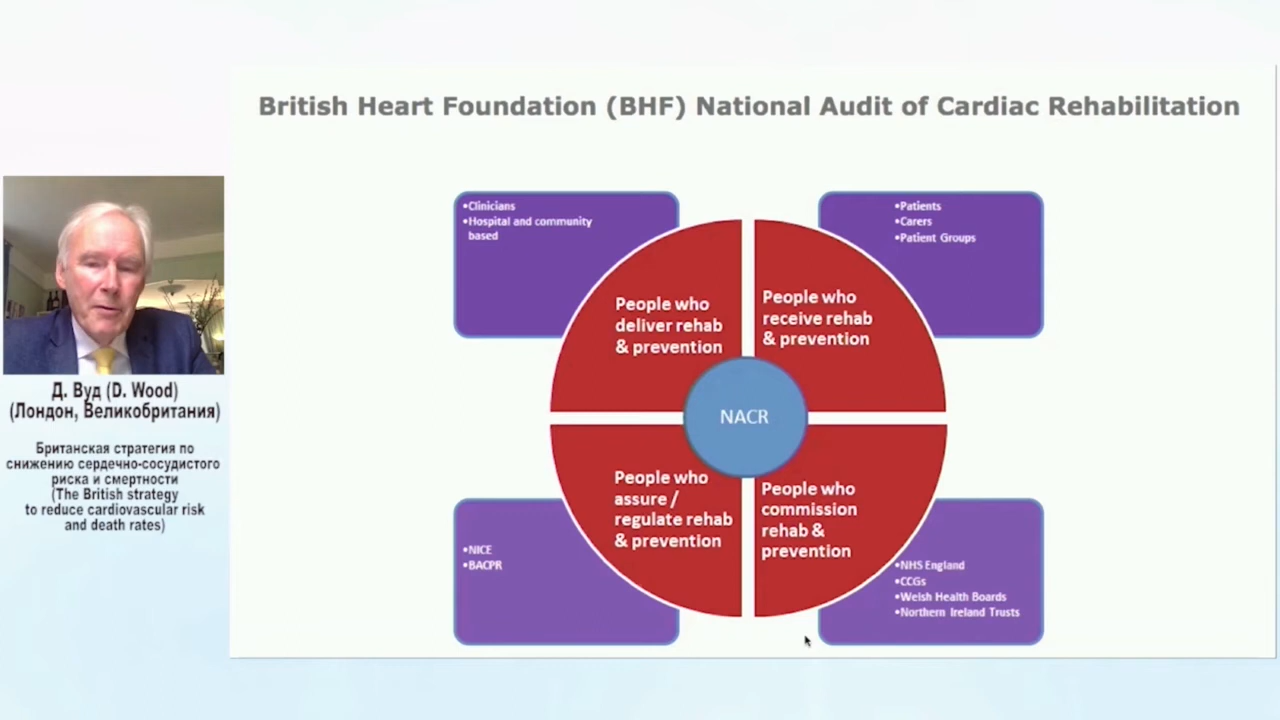 British Heart Foundation (BHF) National Audit of Cardiac Rehabilitation
•Clinicians
•Hospital and community
based
•Patients
•Carers
•Patient Groups
People who
deliver rehab
& prevention
People who
receive rehab
& prevention
NACR
People who
assure /
regulate rehab
& prevention
People who
commission
rehab &
prevention
•NICE
•BACPR
•NHS England
•CCGs
•Welsh Health Boards
•Northern Ireland Trusts
Д. Вуд (D. Wood)
(Лондон, Великобритания)
Британская стратегия по
снижению сердечно-сосудистого
риска и смертности
(The British strategy
to reduce cardiovascular risk
and death rates)